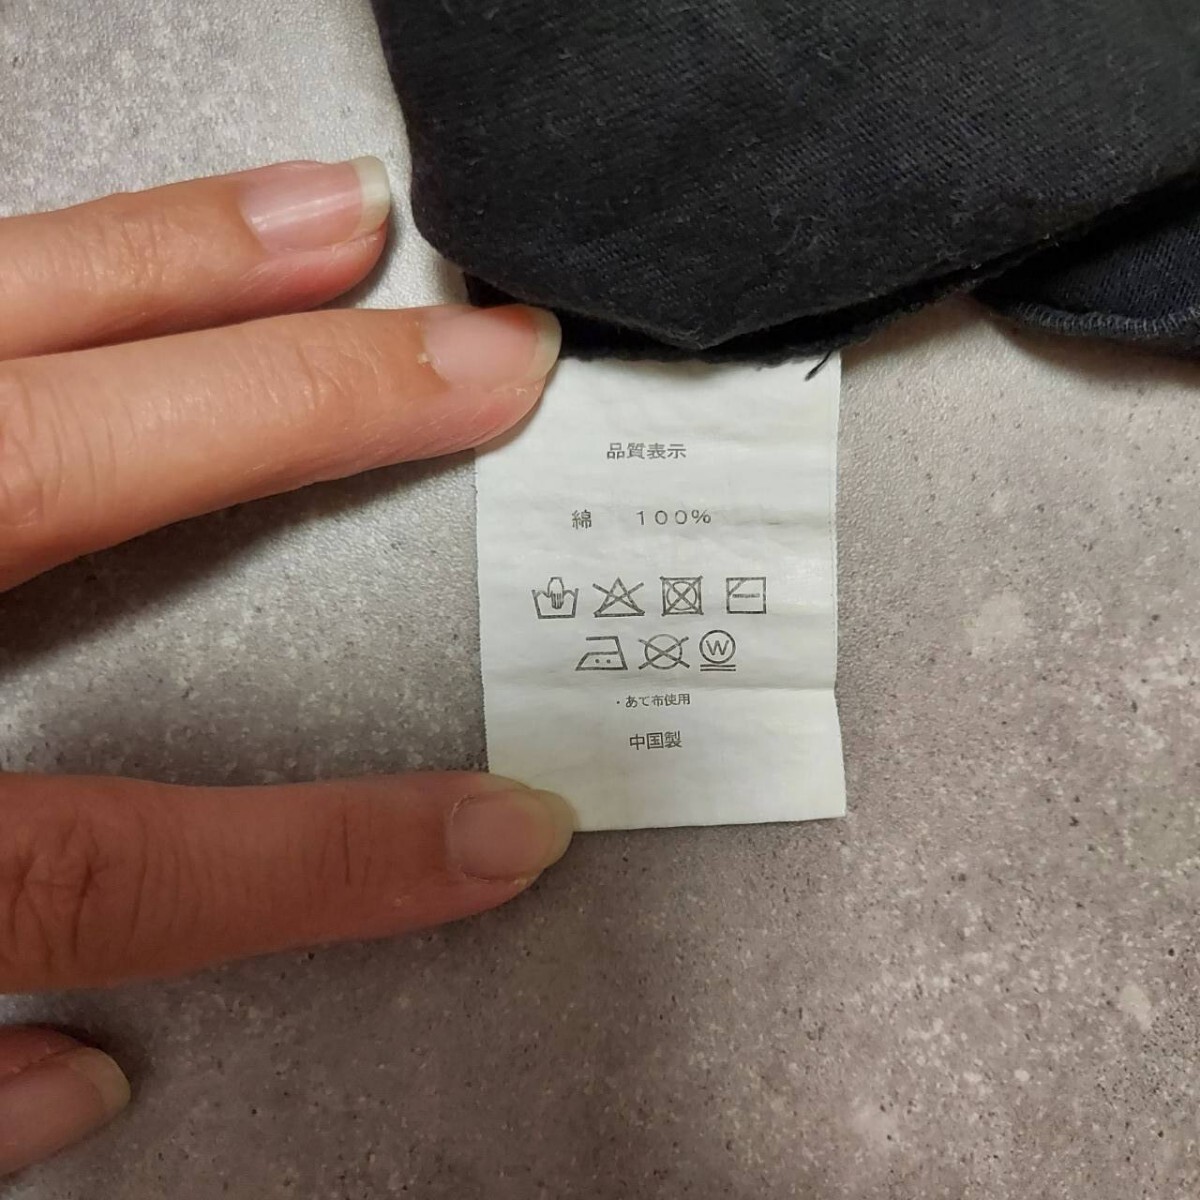 品質表示
綿 100%
W
・あて布使用
中国製